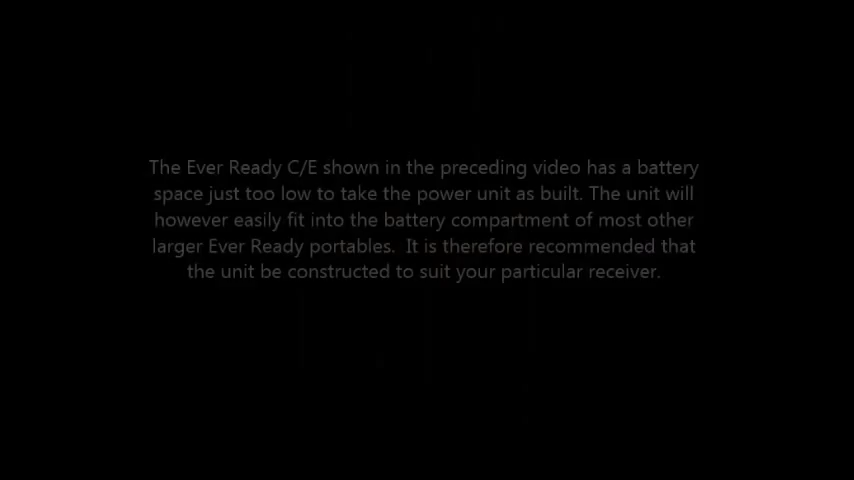 The Ever Ready C/E shown in the preceding video has a battery
space just too low to take the power unit as built. The unit will
however easily fit into the battery compartment of most other
larger Ever Ready portables.  It is therefore recommended that
the unit be constructed to suit your particular receiver.